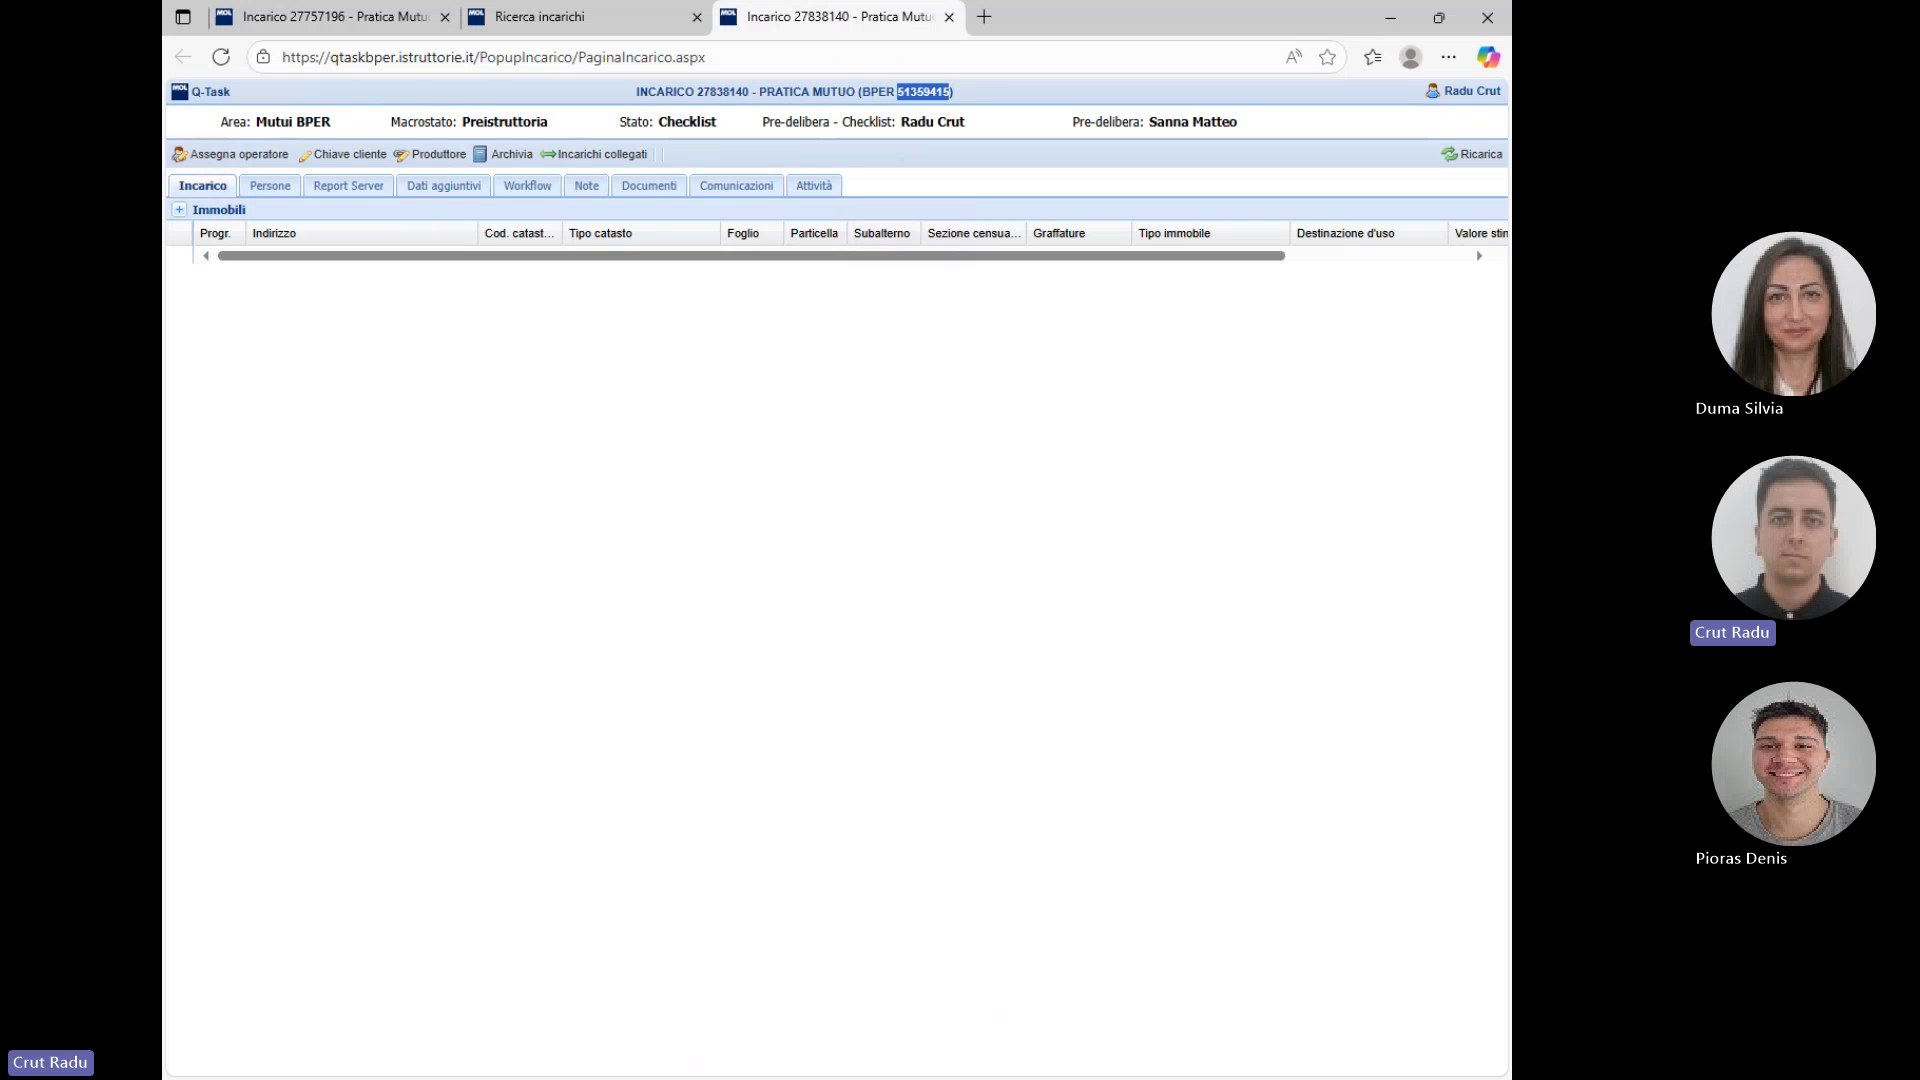 Incarico 27757196 - Pratica Mutu
Ricerca incarichi
Incarico 27838140 - Pratica Mutu
https://qtaskbper.istruttorie.it/PopupIncarico/PaginaIncarico.aspx
MOL Q-Task
INCARICO 27838140 - PRATICA MUTUO (BPER 51359415)
Radu Crut
Area: Mutui BPER
Macrostato: Preistruttoria
Stato: Checklist
Pre-delibera - Checklist: Radu Crut
Pre-delibera: Sanna Matteo
Assegna operatore
Chiave cliente
Produttore
Archivia
Incarichi collegati
Ricarica
Incarico
Persone
Report Server
Dati aggiuntivi
Workflow
Note
Documenti
Comunicazioni
Attività
Immobili
Progr.
Indirizzo
Cod. catast...
Tipo catasto
Foglio
Particella
Subalterno
Sezione censua...
Graffature
Tipo immobile
Destinazione d'uso
Valore stin
Duma Silvia
Crut Radu
Pioras Denis
Crut Radu